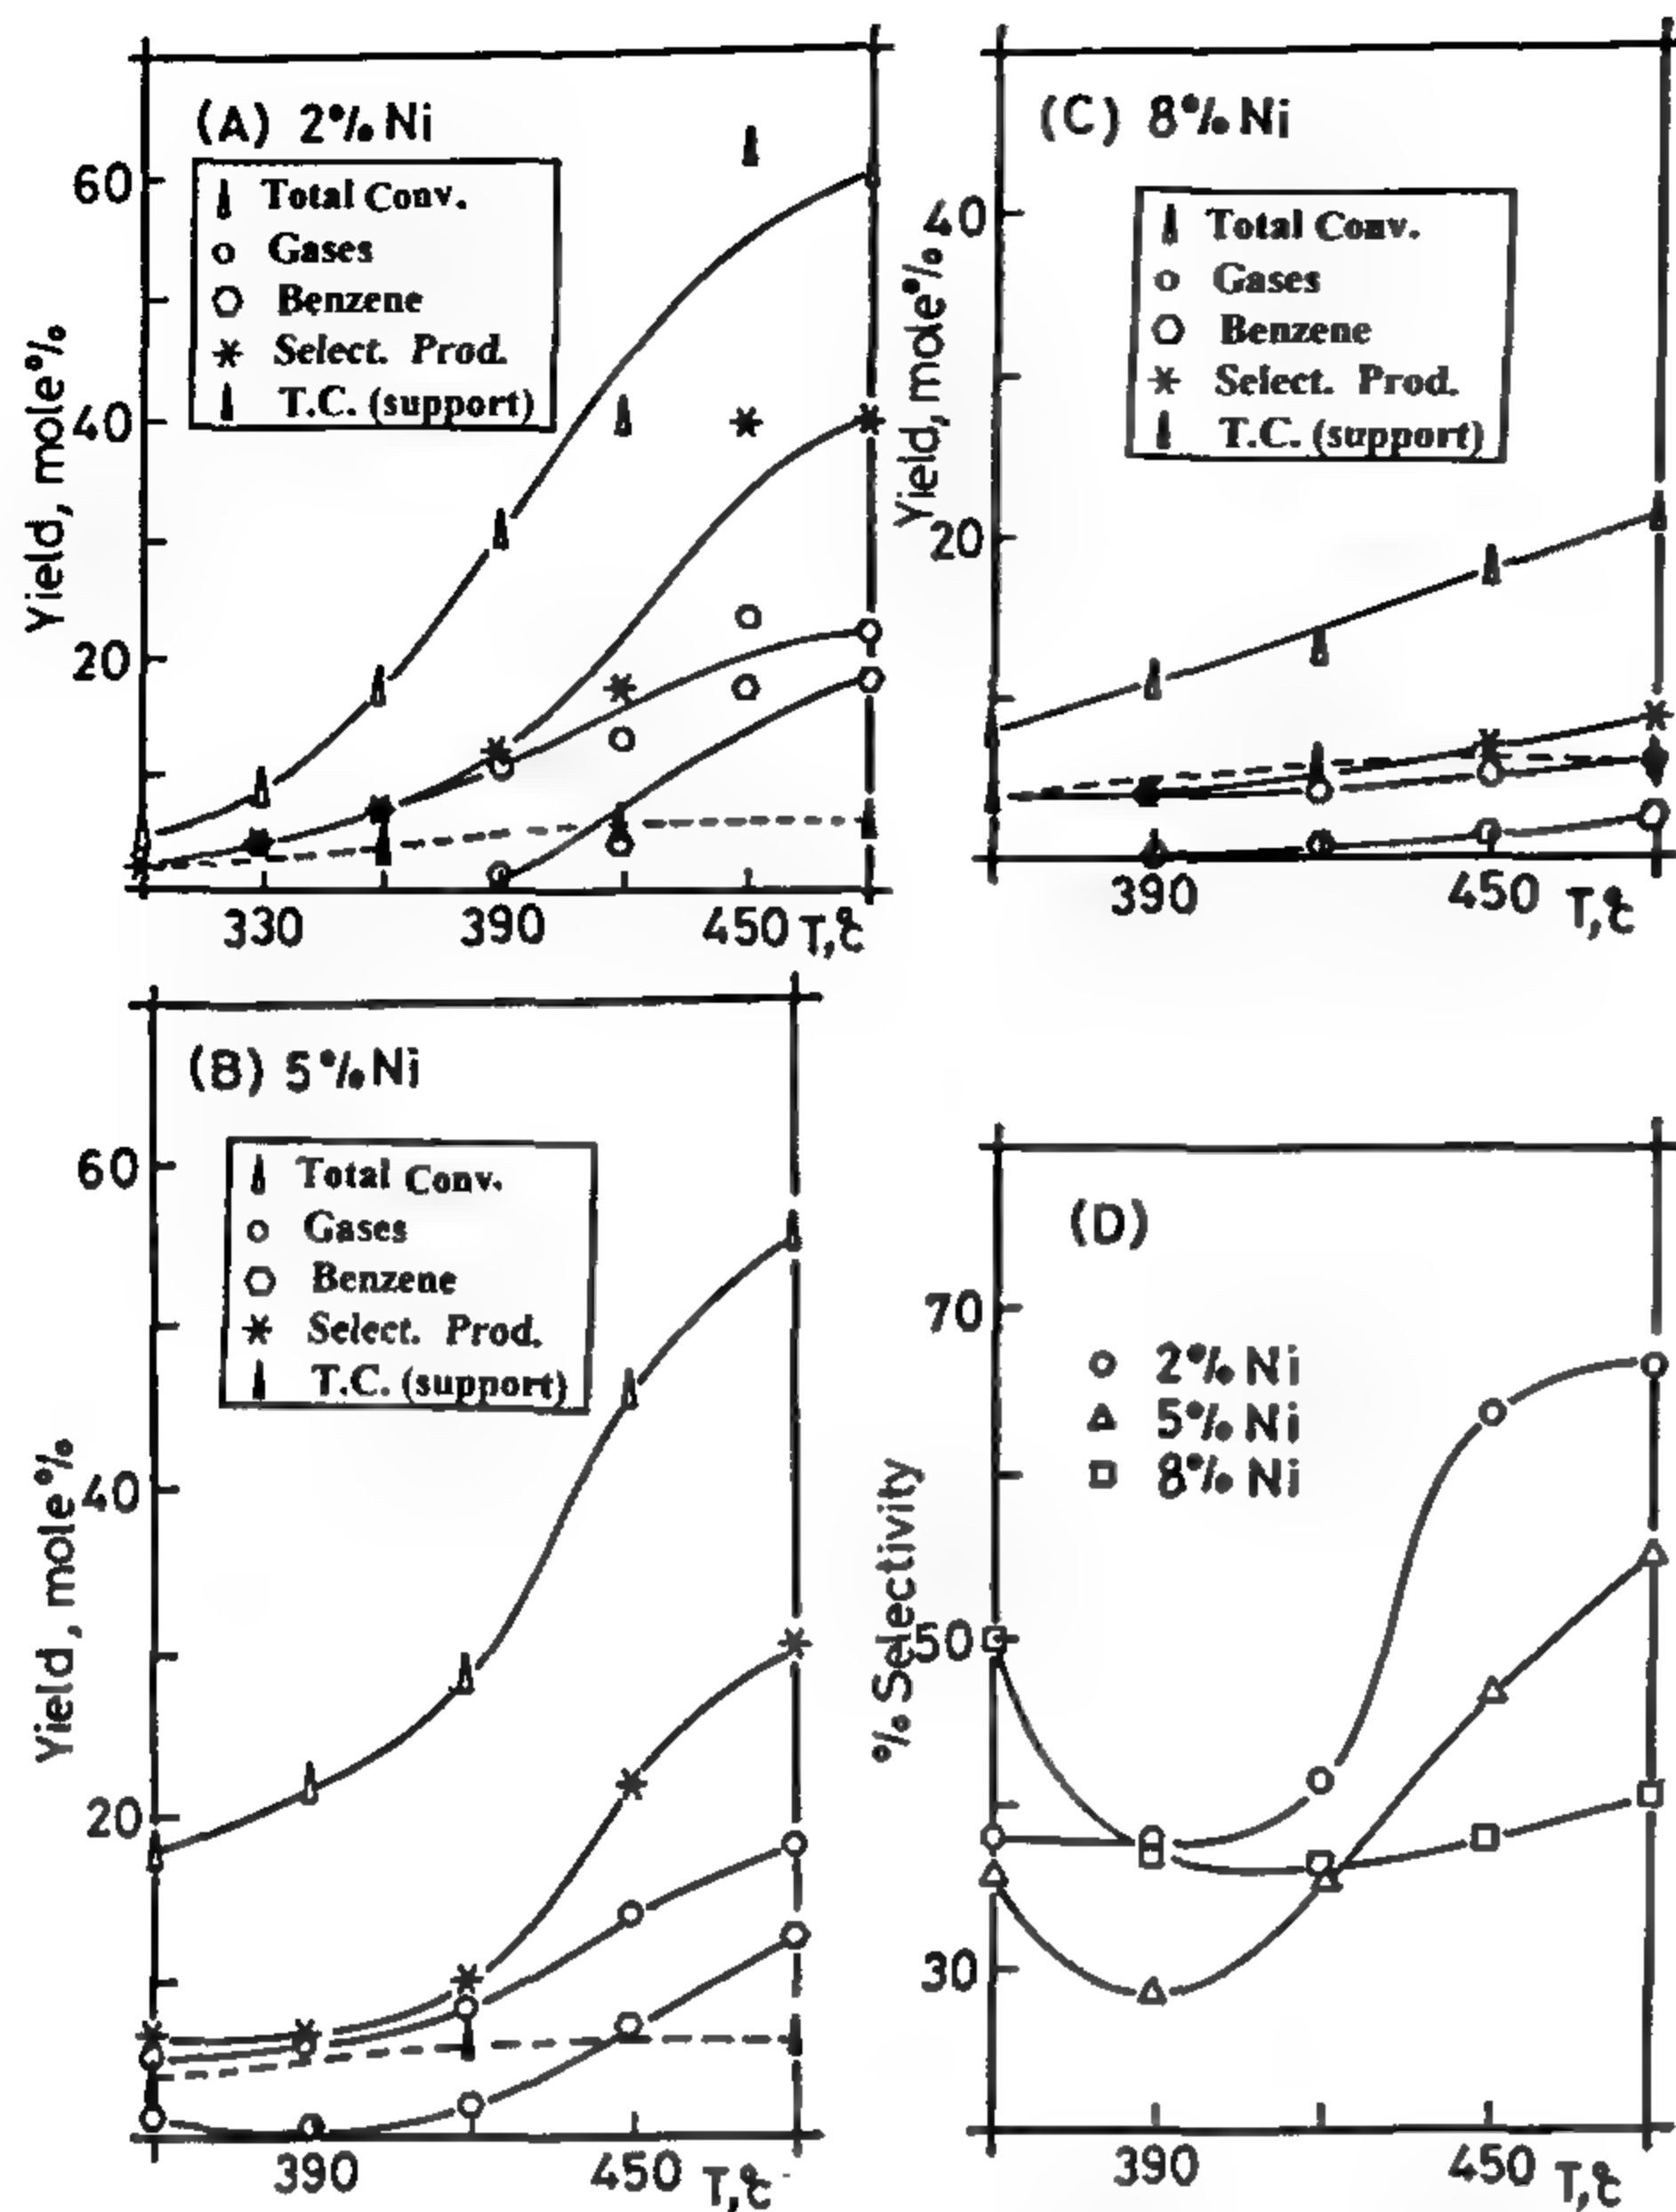 (A) 2% Ni
Total Conv.
Gases
Benzene
Select. Prod.
T.C. (support)
60
40
20
Yield, mole%
330
390
450
T,°C
(C) 8% Ni
Total Conv.
Gases
Benzene
Select. Prod.
T.C. (support)
40
20
Yield, mole%
390
450
T,°C
(B) 5% Ni
Total Conv.
Gases
Benzene
Select. Prod.
T.C. (support)
60
40
20
Yield, mole%
390
450
T,°C
(D)
2% Ni
5% Ni
8% Ni
70
50
30
% Selectivity
390
450
T,°C